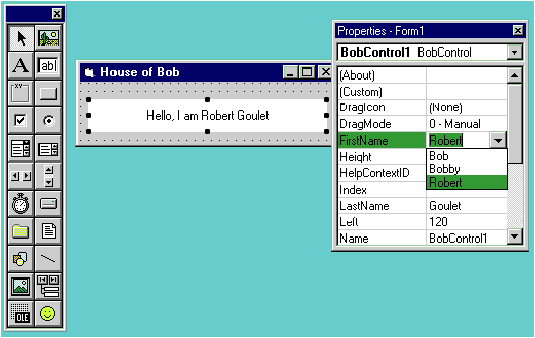 A
ab|
XY
OLE
House of Bob
Hello, I am Robert Goulet
Properties - Form1
BobControl1 BobControl
(About)
(Custom)
DragIcon (None)
DragMode 0 - Manual
FirstName Robert
Bob
Bobby
Robert
Height
HelpContextID
Index
LastName Goulet
Left 120
Name BobControl1